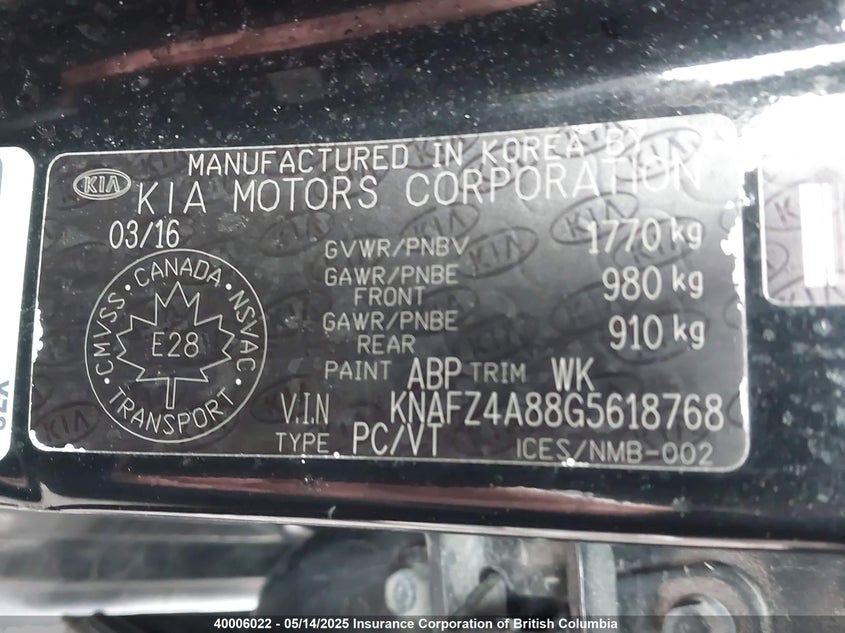 MANUFACTURED IN KOREA BY
KIA KIA MOTORS CORPORATION
03/16
GVWR/PNBV 1770 kg
GAWR/PNBE FRONT 980 kg
GAWR/PNBE REAR 910 kg
CMVSS · CANADA · NSVAC · TRANSPORT ·
E28
PAINT ABP TRIM WK
V.I.N KNAFZ4A88G5618768
TYPE PC/VT ICES/NMB-002
40006022 - 05/14/2025 Insurance Corporation of British Columbia